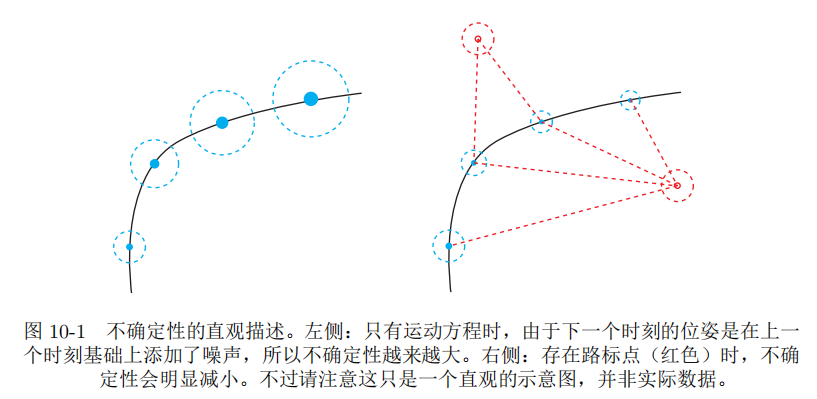 图 10-1　不确定性的直观描述。左侧：只有运动方程时，由于下一个时刻的位姿是在上一
个时刻基础上添加了噪声，所以不确定性越来越大。右侧：存在路标点（红色）时，不确
定性会明显减小。不过请注意这只是一个直观的示意图，并非实际数据。